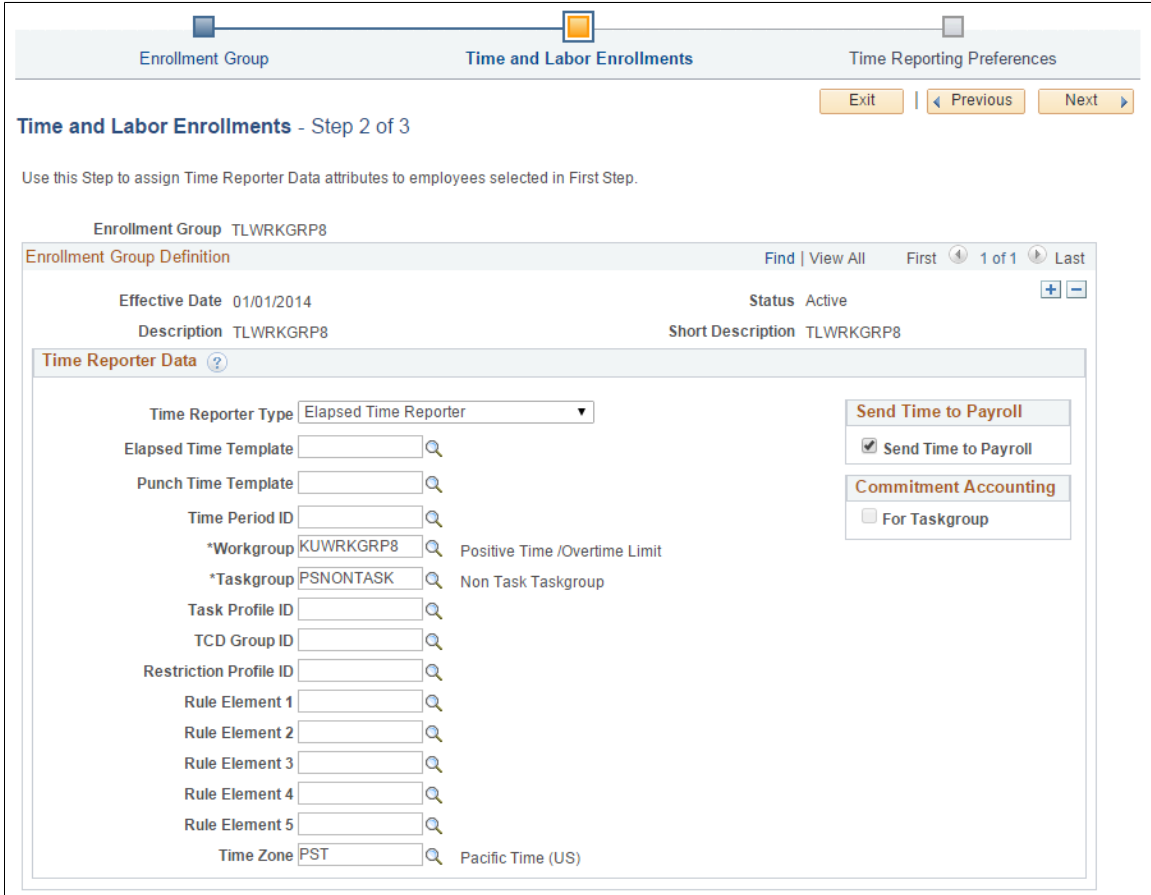 Enrollment Group Time and Labor Enrollments Time Reporting Preferences
Exit | Previous Next
Time and Labor Enrollments - Step 2 of 3
Use this Step to assign Time Reporter Data attributes to employees selected in First Step.
Enrollment Group TLWRKGRP8
Enrollment Group Definition Find | View All First 1 of 1 Last
Effective Date 01/01/2014 Status Active
Description TLWRKGRP8 Short Description TLWRKGRP8
Time Reporter Data
Time Reporter Type Elapsed Time Reporter Send Time to Payroll
Elapsed Time Template Send Time to Payroll
Punch Time Template Commitment Accounting
Time Period ID For Taskgroup
*Workgroup KUWRKGRP8 Positive Time /Overtime Limit
*Taskgroup PSNONTASK Non Task Taskgroup
Task Profile ID
TCD Group ID
Restriction Profile ID
Rule Element 1
Rule Element 2
Rule Element 3
Rule Element 4
Rule Element 5
Time Zone PST Pacific Time (US)